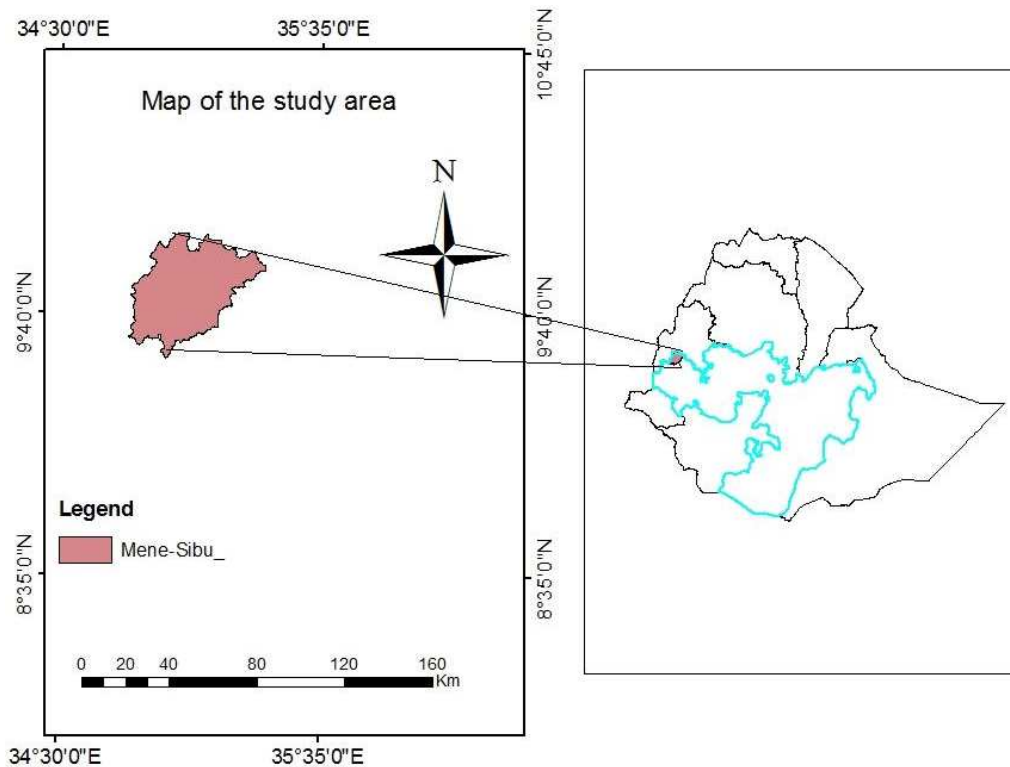 34°30'0"E 35°35'0"E
10°45'0"N
Map of the study area
N
9°40'0"N
9°40'0"N
Legend
Mene-Sibu_
8°35'0"N
8°35'0"N
0 20 40 80 120 160
Km
34°30'0"E 35°35'0"E